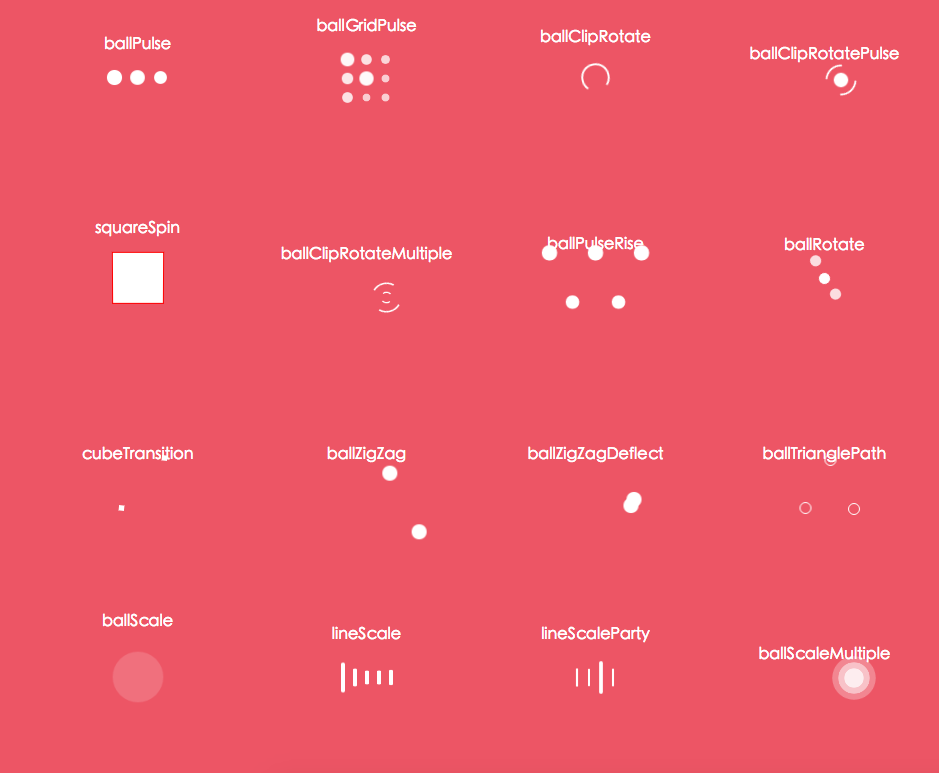 ballPulse
ballGridPulse
ballClipRotate
ballClipRotatePulse
squareSpin
ballClipRotateMultiple
ballPulseRise
ballRotate
cubeTransition
ballZigZag
ballZigZagDeflect
ballTrianglePath
ballScale
lineScale
lineScaleParty
ballScaleMultiple